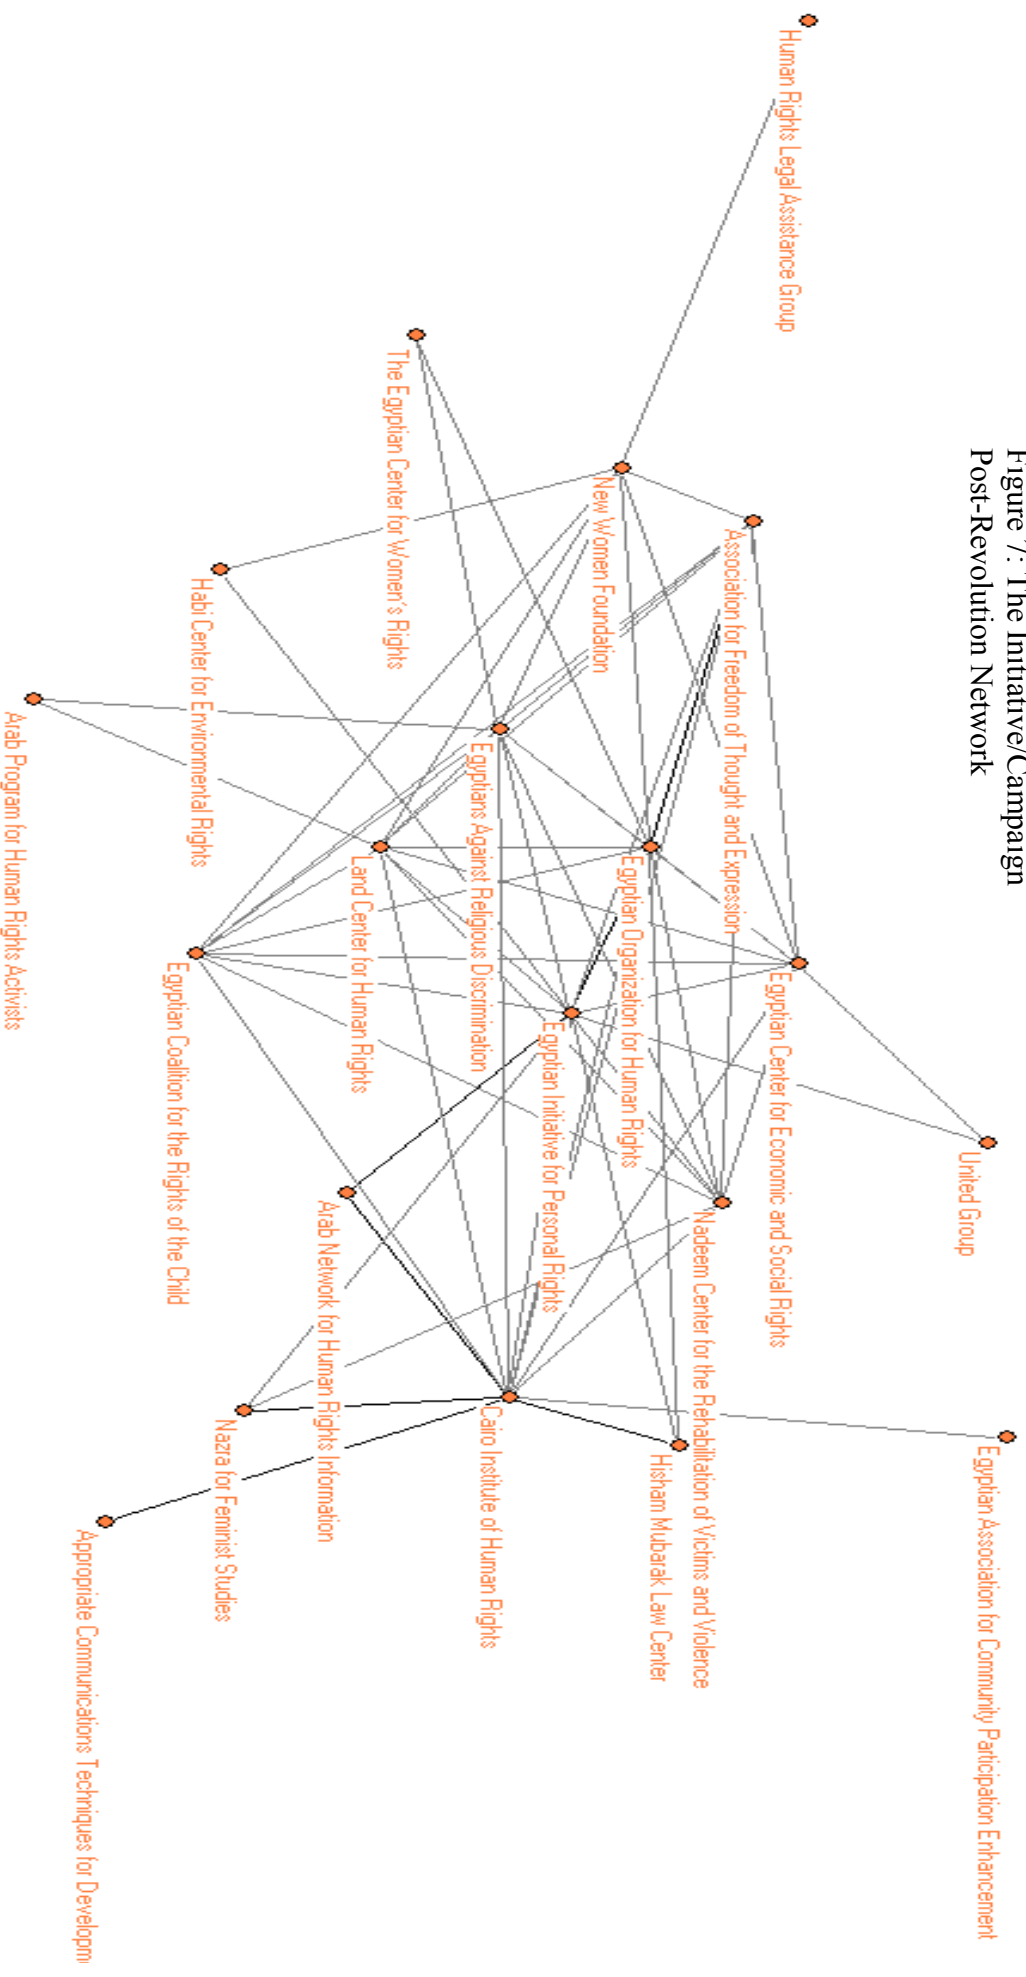 Figure 7: The Initiative/Campaign
Post-Revolution Network
Human Rights Legal Assistance Group
The Egyptian Center for Women's Rights
New Women Foundation
Association for Freedom of Thought and Expression
Habi Center for Environmental Rights
Arab Program for Human Rights Activists
Egyptians Against Religious Discrimination
Land Center for Human Rights
Egyptian Organization for Human Rights
Egyptian Coalition for the Rights of the Child
Egyptian Center for Economic and Social Rights
Egyptian Initiative for Personal Rights
United Group
Arab Network for Human Rights Information
Nadeem Center for the Rehabilitation of Victims and Violence
Cairo Institute of Human Rights
Nazra for Feminist Studies
Hisham Mubarak Law Center
Egyptian Association for Community Participation Enhancement
Appropriate Communications Techniques for Developm